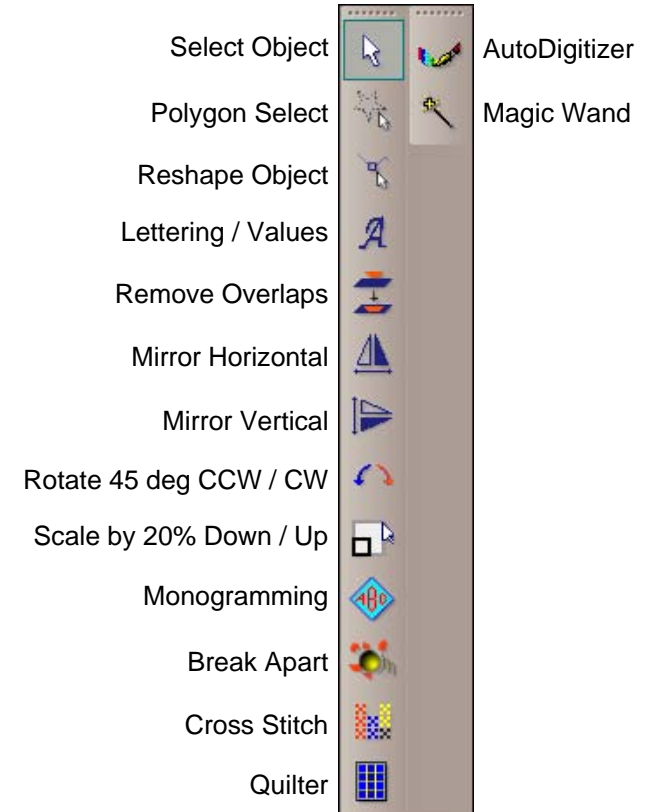 Select Object
AutoDigitizer
Polygon Select
Magic Wand
Reshape Object
Lettering / Values
Remove Overlaps
Mirror Horizontal
Mirror Vertical
Rotate 45 deg CCW / CW
Scale by 20% Down / Up
Monogramming
ABC
Break Apart
Cross Stitch
Quilter